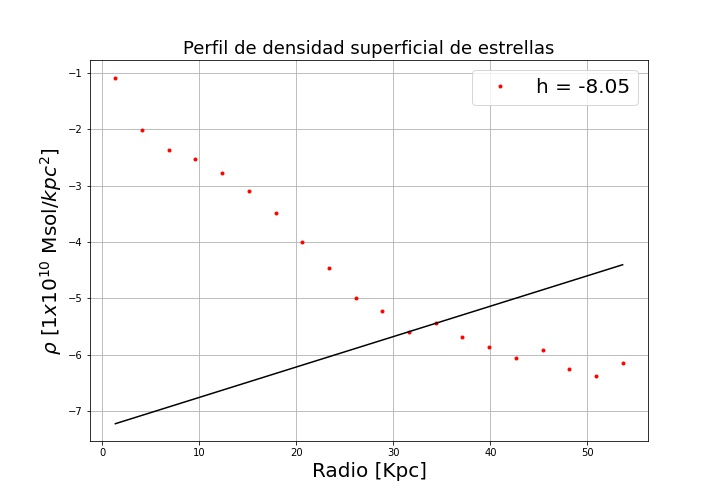 Perfil de densidad superficial de estrellas
h = -8.05
ρ [1x10¹⁰ Msol/kpc²]
−1
−2
−3
−4
−5
−6
−7
0 10 20 30 40 50
Radio [Kpc]